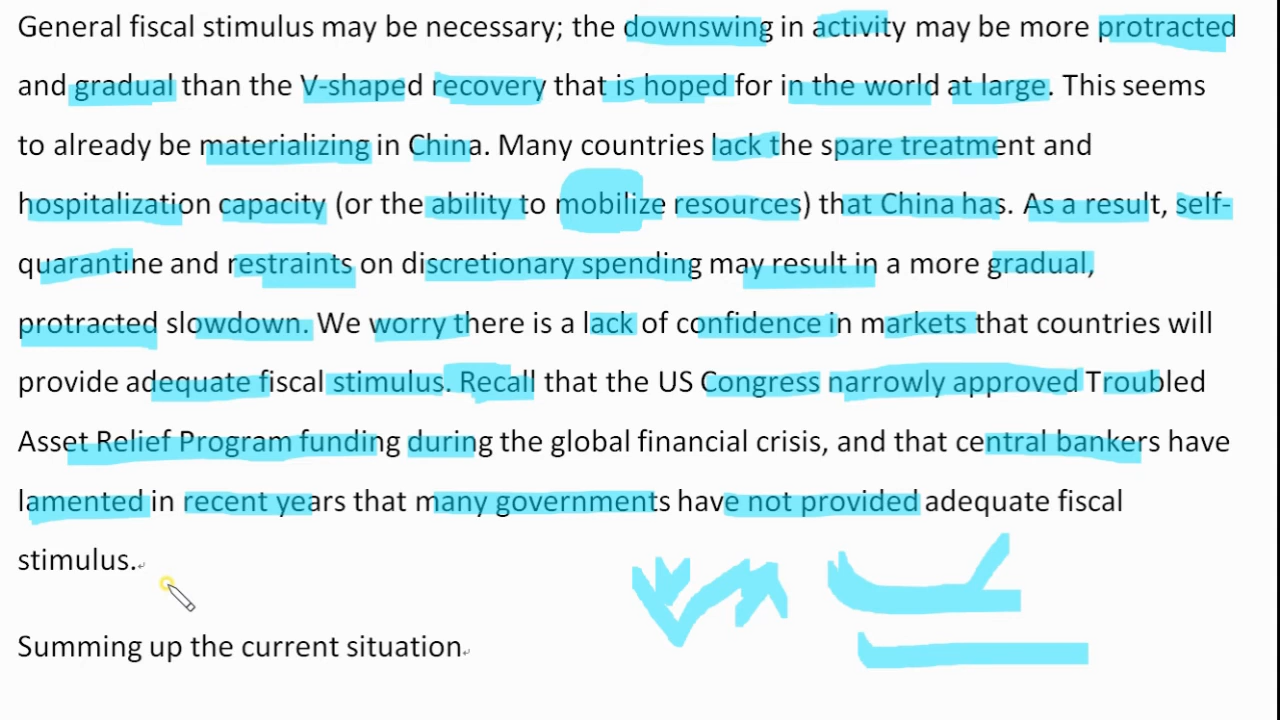 General fiscal stimulus may be necessary; the downswing in activity may be more protracted
and gradual than the V-shaped recovery that is hoped for in the world at large. This seems
to already be materializing in China. Many countries lack the spare treatment and
hospitalization capacity (or the ability to mobilize resources) that China has. As a result, self-
quarantine and restraints on discretionary spending may result in a more gradual,
protracted slowdown. We worry there is a lack of confidence in markets that countries will
provide adequate fiscal stimulus. Recall that the US Congress narrowly approved Troubled
Asset Relief Program funding during the global financial crisis, and that central bankers have
lamented in recent years that many governments have not provided adequate fiscal
stimulus.
Summing up the current situation.